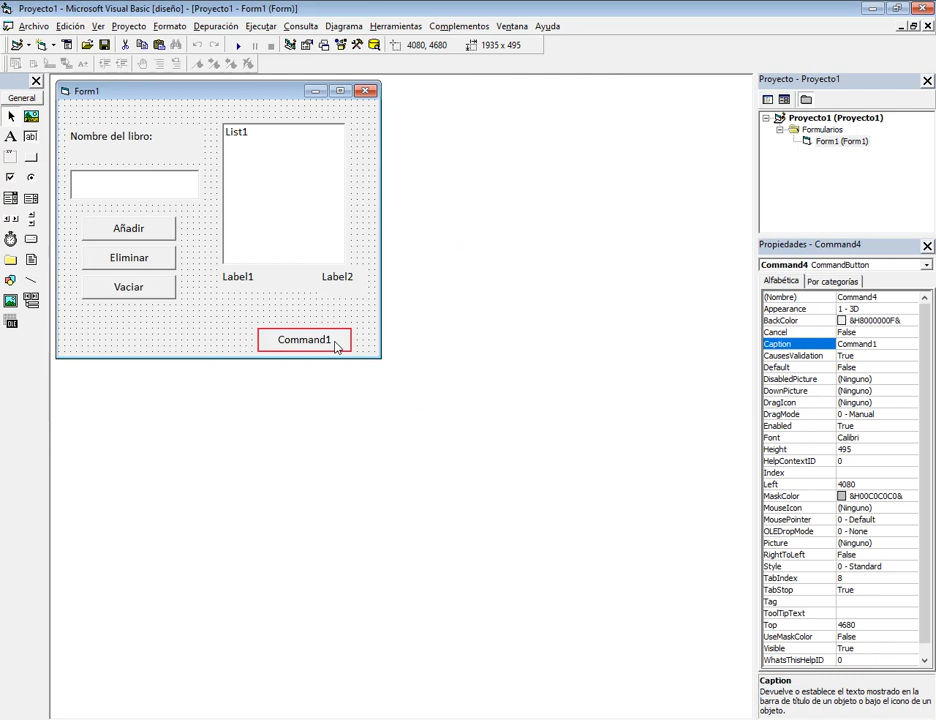 Proyecto1 - Microsoft Visual Basic [diseño] - [Proyecto1 - Form1 (Form)]
Archivo Edición Ver Proyecto Formato Depuración Ejecutar Consulta Diagrama Herramientas Complementos Ventana Ayuda
4080, 4680 1935 x 495
General
Form1
Nombre del libro:
List1
Añadir
Eliminar
Vaciar
Label1 Label2
Command1
Proyecto - Proyecto1
Proyecto1 (Proyecto1)
Formularios
Form1 (Form1)
Propiedades - Command4
Command4 CommandButton
Alfabética Por categorías
(Nombre) Command4
Appearance 1 - 3D
BackColor &H8000000F&
Cancel False
Caption Command1
CausesValidation True
Default False
DisabledPicture (Ninguno)
DownPicture (Ninguno)
DragIcon (Ninguno)
DragMode 0 - Manual
Enabled True
Font Calibri
Height 495
HelpContextID 0
Index
Left 4080
MaskColor &H00C0C0C0&
MouseIcon (Ninguno)
MousePointer 0 - Default
OLEDropMode 0 - None
Picture (Ninguno)
RightToLeft False
Style 0 - Standard
TabIndex 8
TabStop True
Tag
ToolTipText
Top 4680
UseMaskColor False
Visible True
WhatsThisHelpID 0
Caption
Devuelve o establece el texto mostrado en la
barra de título de un objeto o bajo el icono de un
objeto.